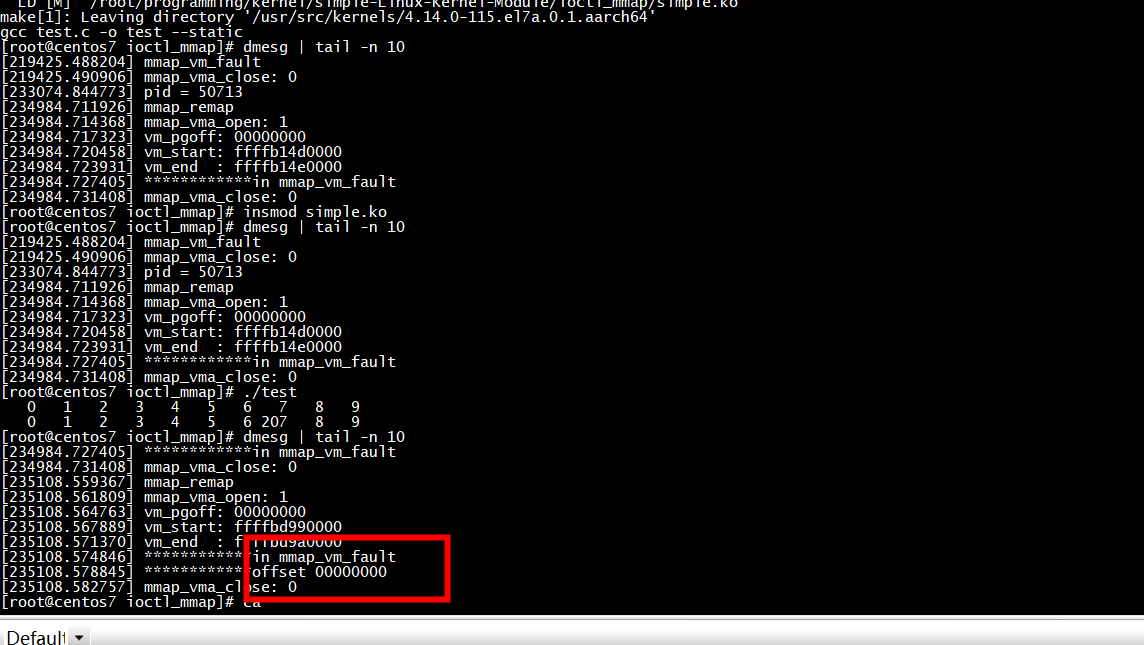 LD [M] /root/programming/kernel/simple-Linux-Kernel-Module/ioctl_mmap/simple.ko
make[1]: Leaving directory '/usr/src/kernels/4.14.0-115.el7a.0.1.aarch64'
gcc test.c -o test --static
[root@centos7 ioctl_mmap]# dmesg | tail -n 10
[219425.488204] mmap_vm_fault
[219425.490906] mmap_vma_close: 0
[233074.844773] pid = 50713
[234984.711926] mmap_remap
[234984.714368] mmap_vma_open: 1
[234984.717323] vm_pgoff: 00000000
[234984.720458] vm_start: ffffb14d0000
[234984.723931] vm_end  : ffffb14e0000
[234984.727405] ************in mmap_vm_fault
[234984.731408] mmap_vma_close: 0
[root@centos7 ioctl_mmap]# insmod simple.ko
[root@centos7 ioctl_mmap]# dmesg | tail -n 10
[219425.488204] mmap_vm_fault
[219425.490906] mmap_vma_close: 0
[233074.844773] pid = 50713
[234984.711926] mmap_remap
[234984.714368] mmap_vma_open: 1
[234984.717323] vm_pgoff: 00000000
[234984.720458] vm_start: ffffb14d0000
[234984.723931] vm_end  : ffffb14e0000
[234984.727405] ************in mmap_vm_fault
[234984.731408] mmap_vma_close: 0
[root@centos7 ioctl_mmap]# ./test
   0   1   2   3   4   5   6   7   8   9
   0   1   2   3   4   5   6 207   8   9
[root@centos7 ioctl_mmap]# dmesg | tail -n 10
[234984.727405] ************in mmap_vm_fault
[234984.731408] mmap_vma_close: 0
[235108.559367] mmap_remap
[235108.561809] mmap_vma_open: 1
[235108.564763] vm_pgoff: 00000000
[235108.567889] vm_start: ffffbd990000
[235108.571370] vm_end  : ffffbd9a0000
[235108.574846] ************in mmap_vm_fault
[235108.578845] ************offset 00000000
[235108.582757] mmap_vma_close: 0
[root@centos7 ioctl_mmap]# ca
Default